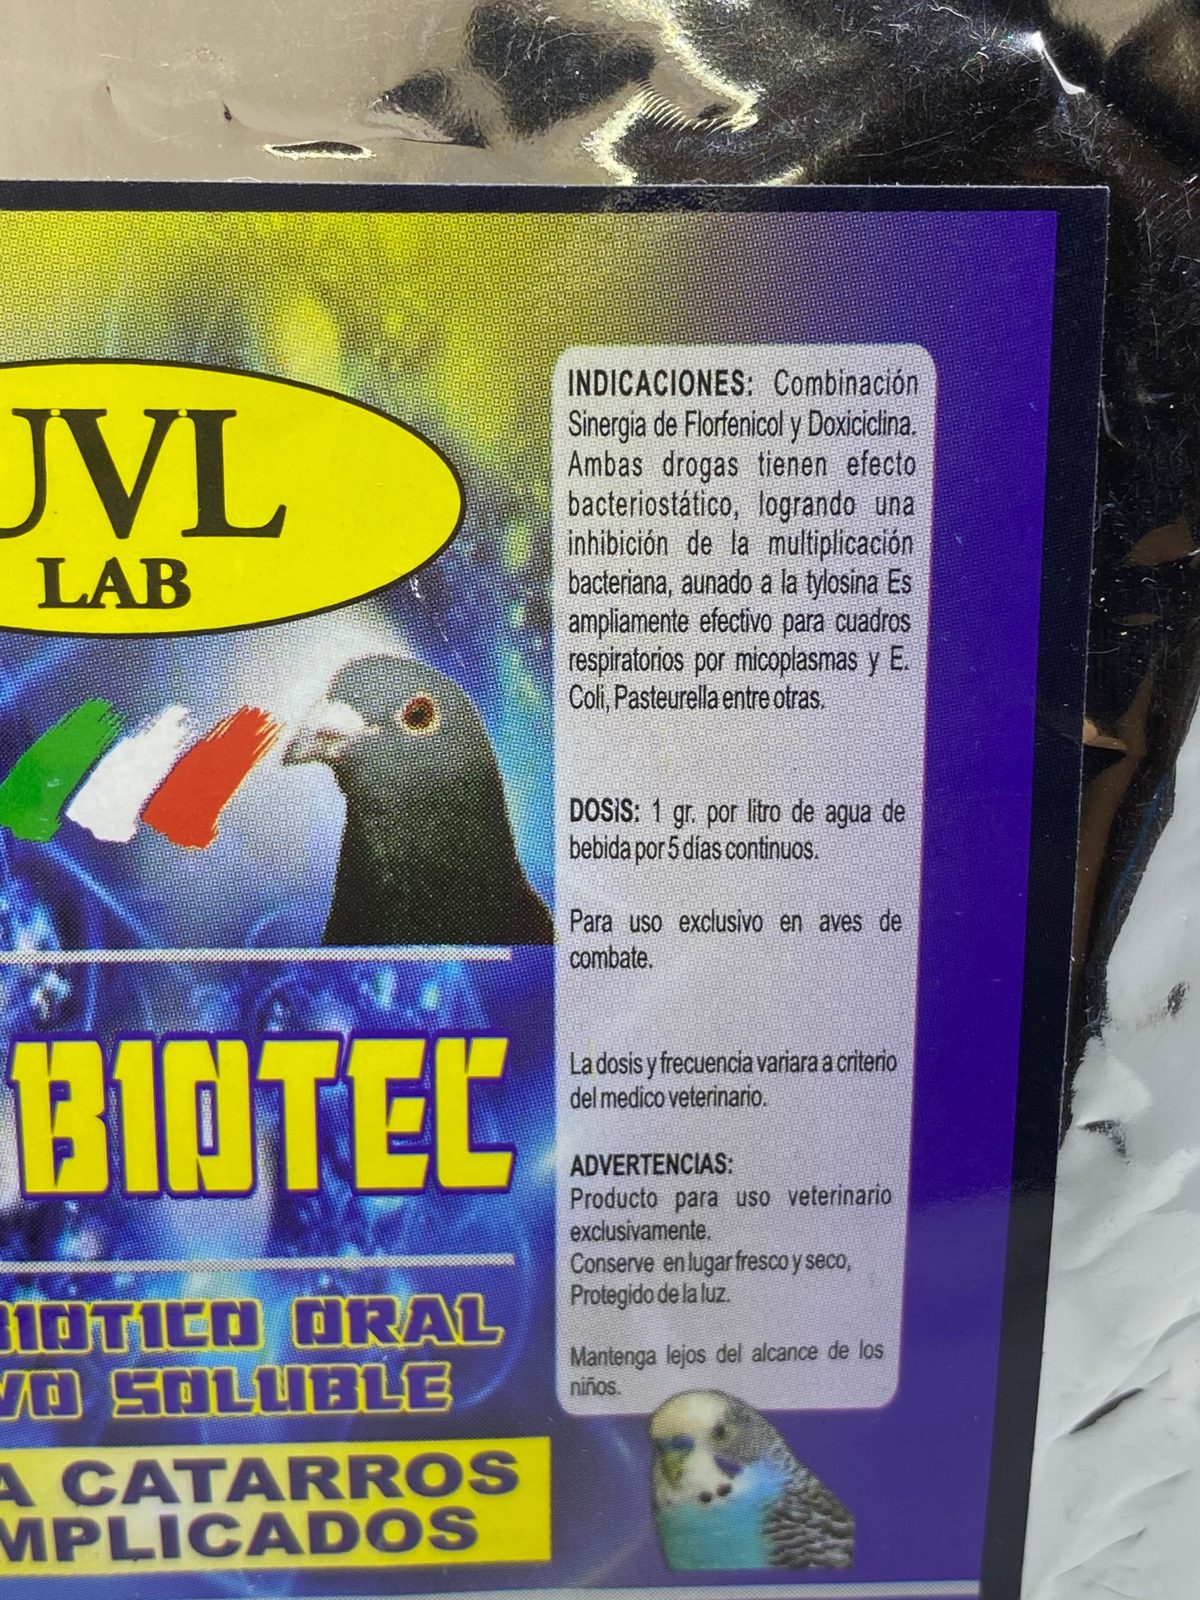 UVL
LAB
BIOTEC
BIOTICO ORAL
VO SOLUBLE
A CATARROS
MPLICADOS
INDICACIONES: Combinación
Sinergia de Florfenicol y Doxiciclina.
Ambas drogas tienen efecto
bacteriostático, logrando una
inhibición de la multiplicación
bacteriana, aunado a la tylosina Es
ampliamente efectivo para cuadros
respiratorios por micoplasmas y E.
Coli, Pasteurella entre otras.
DOSIS: 1 gr. por litro de agua de
bebida por 5 días continuos.
Para uso exclusivo en aves de
combate.
La dosis y frecuencia variara a criterio
del medico veterinario.
ADVERTENCIAS:
Producto para uso veterinario
exclusivamente.
Conserve en lugar fresco y seco,
Protegido de la luz.
Mantenga lejos del alcance de los
niños.